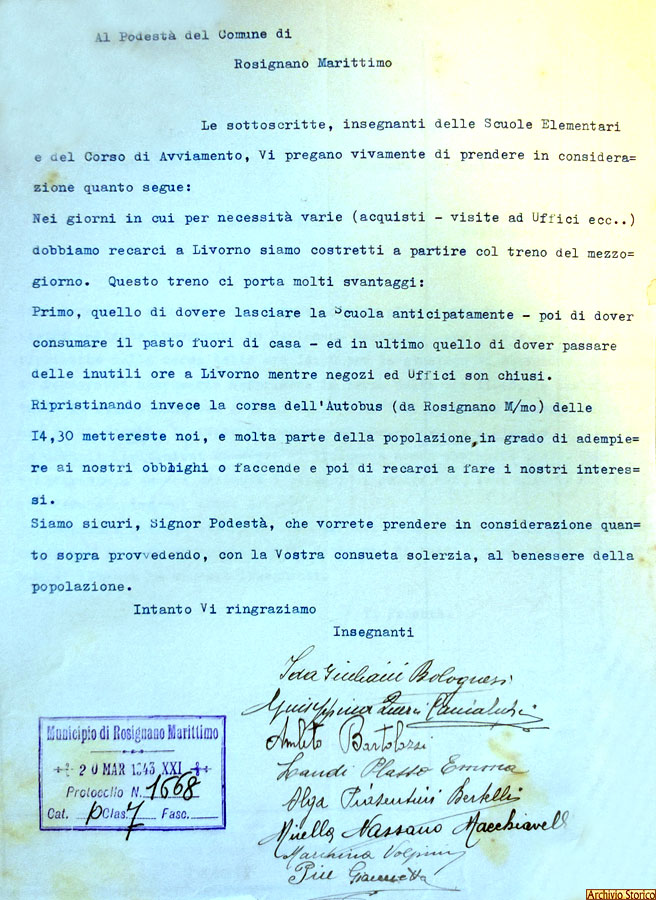 Al Podestà del Comune di
Rosignano Marittimo
Le sottoscritte, insegnanti delle Scuole Elementari
e del Corso di Avviamento, Vi pregano vivamente di prendere in considera=
zione quanto segue:
Nei giorni in cui per necessità varie (acquisti - visite ad Uffici ecc..)
dobbiamo recarci a Livorno siamo costretti a partire col treno del mezzo=
giorno. Questo treno ci porta molti svantaggi:
Primo, quello di dovere lasciare la Scuola anticipatamente - poi di dover
consumare il pasto fuori di casa - ed in ultimo quello di dover passare
delle inutili ore a Livorno mentre negozi ed Uffici son chiusi.
Ripristinando invece la corsa dell'Autobus (da Rosignano M/mo) delle
I4,30 mettereste noi, e molta parte della popolazione, in grado di adempie=
re ai nostri obblighi o faccende e poi di recarci a fare i nostri interes=
si.
Siamo sicuri, Signor Podestà, che vorrete prendere in considerazione quan=
to sopra provvedendo, con la Vostra consueta solerzia, al benessere della
popolazione.
Intanto Vi ringraziamo
Insegnanti
Ida Giuliani Bolognesi
Giuseppina
Bartolozzi
Landi Plasso Emma
Alga Piasentini Bertelli
Nassano Macchiavelli
Marchina Volpini
Municipio di Rosignano Marittimo
20 MAR 1943 XXI
Protocollo N. 1668
Cat. Clas. 7 Fasc.
Archivio Storico